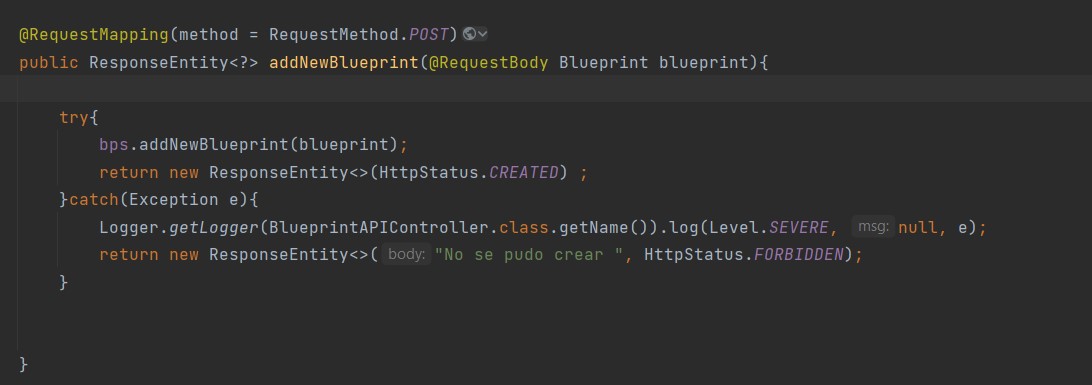 @RequestMapping(method = RequestMethod.POST)
public ResponseEntity<?> addNewBlueprint(@RequestBody Blueprint blueprint){
try{
bps.addNewBlueprint(blueprint);
return new ResponseEntity<>(HttpStatus.CREATED) ;
}catch(Exception e){
Logger.getLogger(BlueprintAPIController.class.getName()).log(Level.SEVERE, msg: null, e);
return new ResponseEntity<>( body: "No se pudo crear ", HttpStatus.FORBIDDEN);
}
}